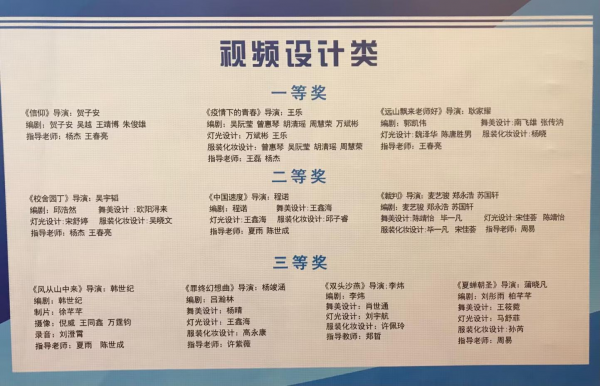 视频设计类
一等奖
《信仰》导演：贺子安
编剧：贺子安 吴越 王靖博 朱俊雄
指导老师：杨杰 王春亮
《疫情下的青春》导演：王乐
编剧：吴阮莹 曾惠琴 胡清瑶 周慧荣 万斌彬
灯光设计：万斌彬 王乐
服装化妆设计：曾惠琴 吴阮莹 胡清瑶 周慧荣
指导老师：王磊 杨杰
《远山飘来老师好》导演：耿家耀
编剧：郭凯伟 舞美设计：南飞雄 张传汭
灯光设计：魏泽华 陈唐胜男 服装化妆设计：杨晓
指导老师：王春亮
二等奖
《校舍园丁》导演：吴宇韬
编剧：邱浩然 舞美设计：欧阳浔来
灯光设计:宋舒婷 服装化妆设计:吴晓文
指导老师：杨杰 王春亮
《中国速度》导演：程诺
编剧：程诺 舞美设计：王鑫海
灯光设计：王鑫海 服装化妆设计：邱子睿
指导老师：夏雨 陈世成
《裁判》导演：麦艺骏 郑永浩 苏国轩
编剧：麦艺骏 郑永浩 苏国轩
舞美设计:陈靖怡 毕一凡 灯光设计：宋佳荟 陈靖怡
服装化妆设计:毕一凡 宋佳荟 指导老师：周易
三等奖
《风从山中来》导演：韩世纪
编剧：韩世纪
制片：徐芊芊
摄像：倪威 王同鑫 万霆钧
录音：刘澄霄
指导老师：夏雨 陈世成
《罪终幻想曲》导演：杨竣涵
编剧：吕瀚林
舞美设计：杨晴
灯光设计：王鑫海
服装化妆设计：高永康
指导老师：许紫薇
《双头沙燕》导演:李炜
编剧：李炜
舞美设计：肖世通
灯光设计：刘宇航
服装化妆设计：许佩玲
指导教师：郑哲
《夏蝉朝圣》导演：蒲晓凡
编剧：刘彤雨 柏芊芊
舞美设计：王筱菀
灯光设计：马舒菲
服装化妆设计:孙芮
指导老师：周易